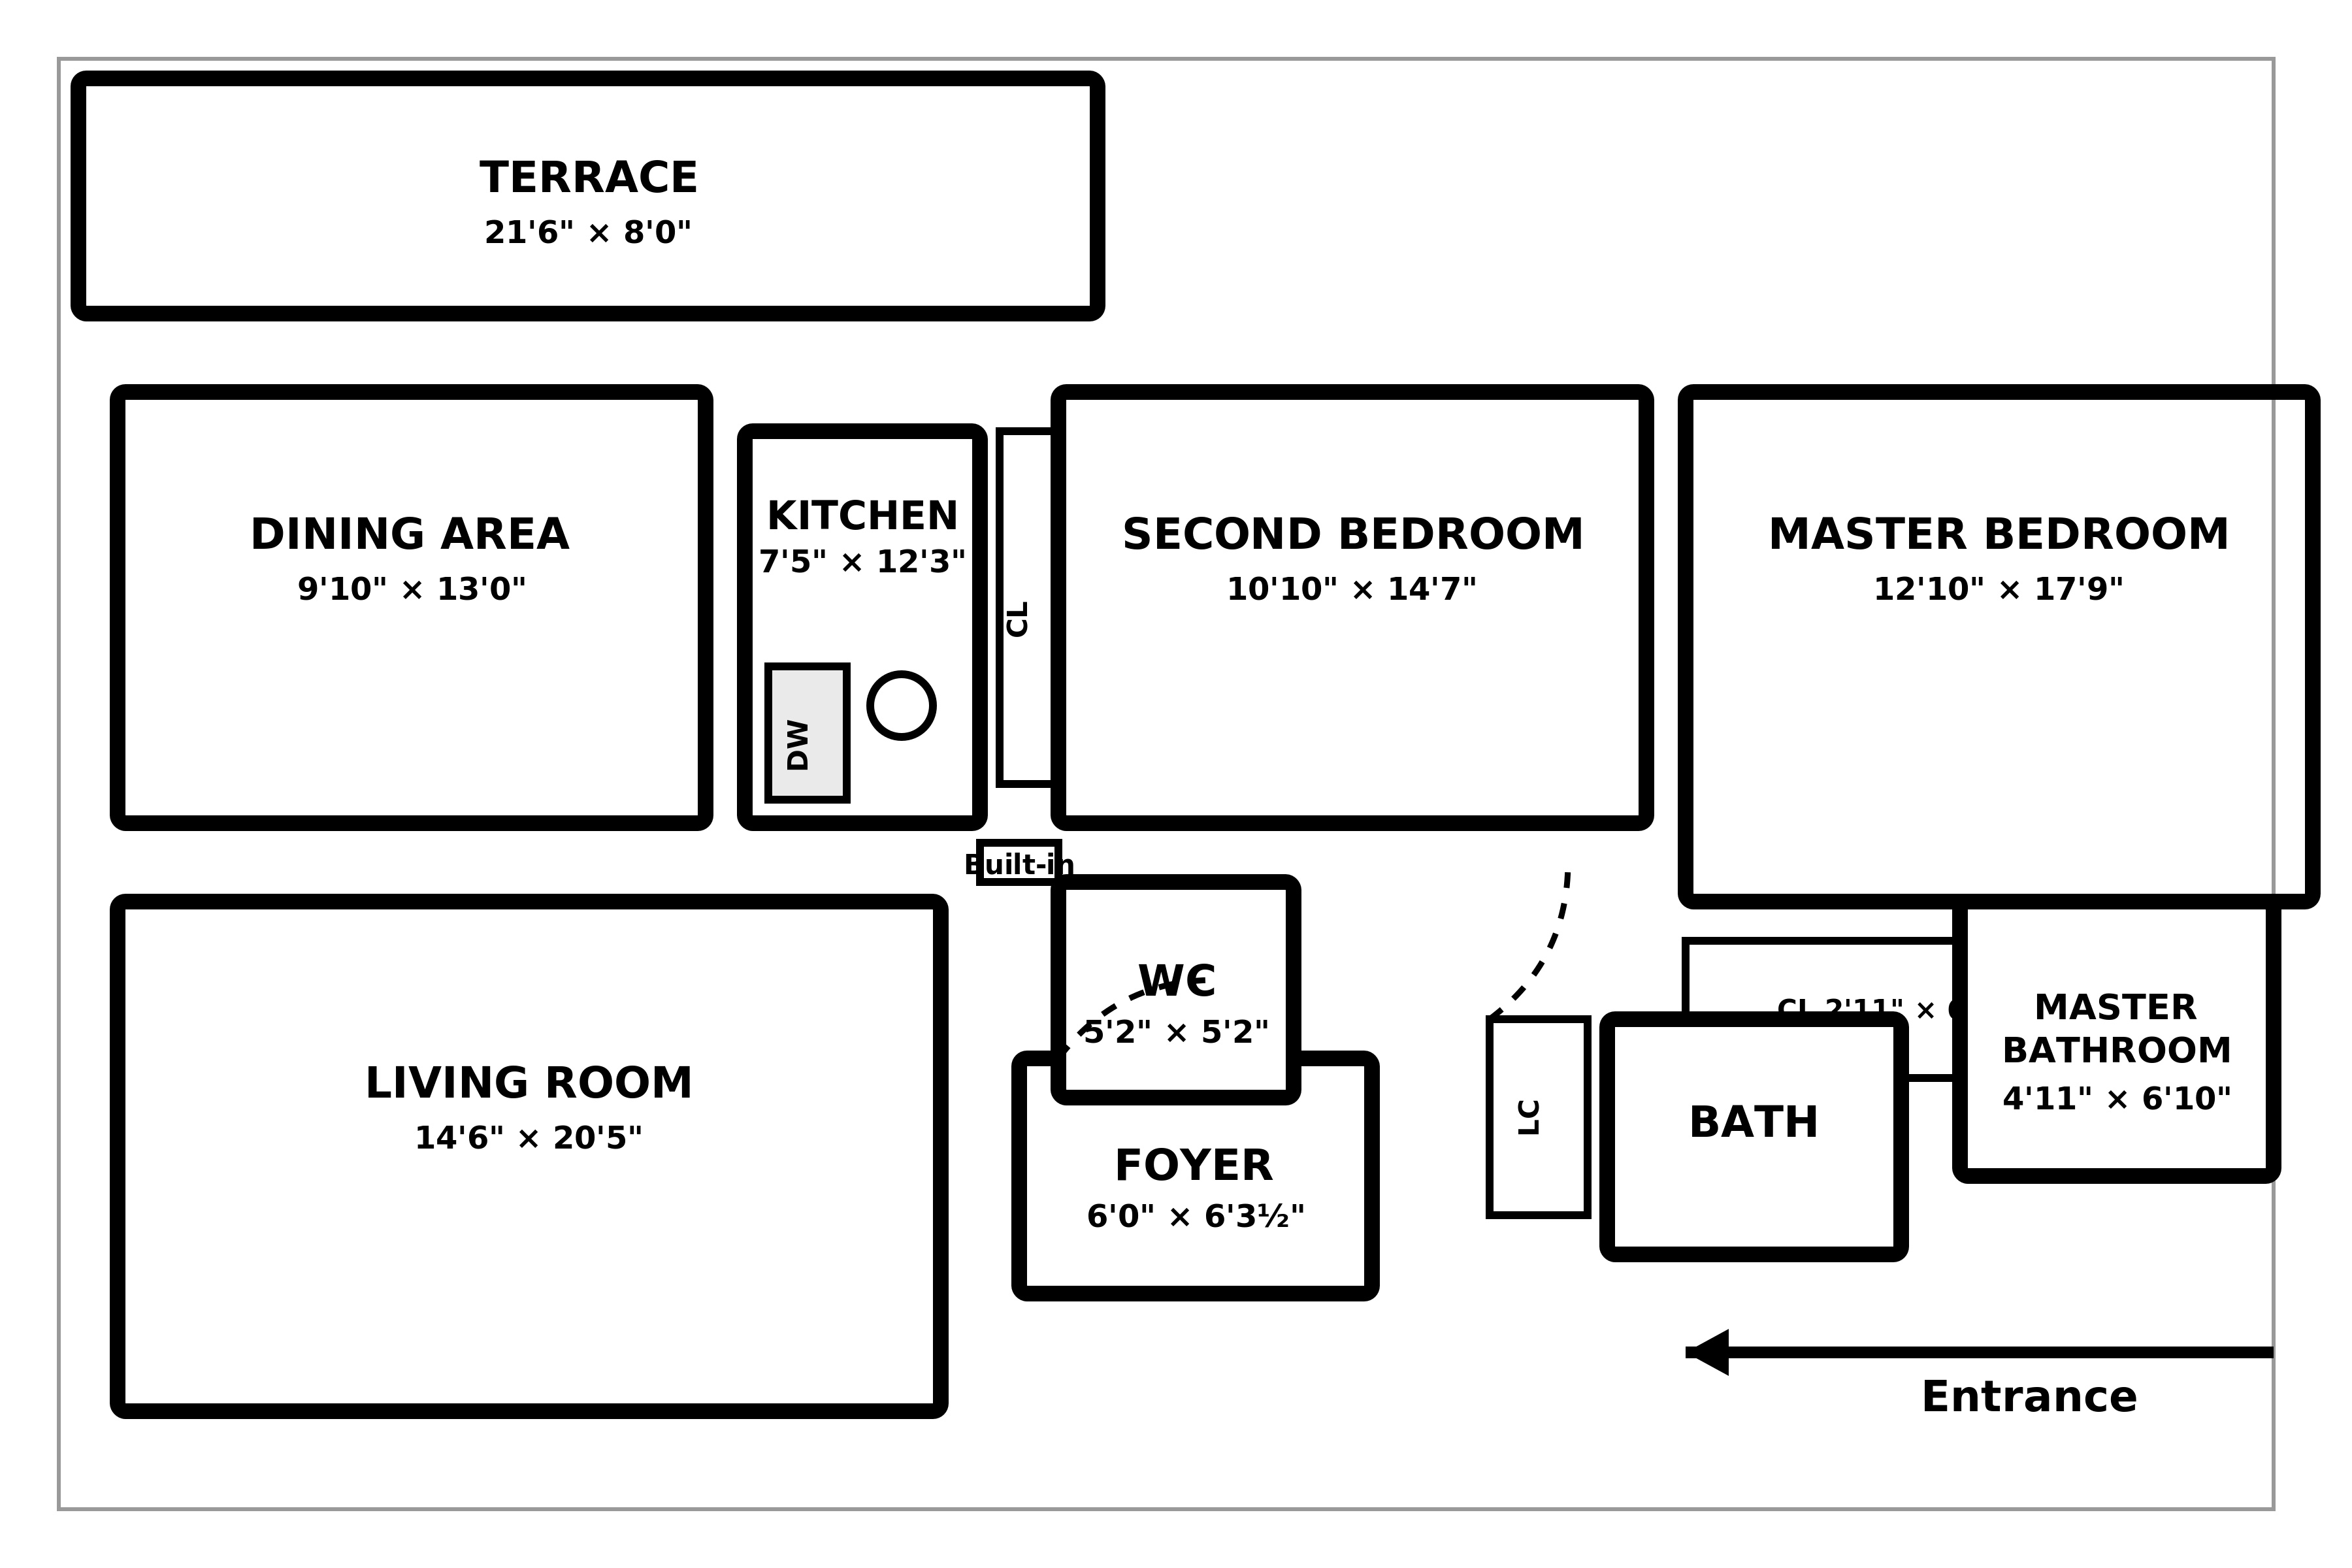 TERRACE
21'6" × 8'0"
DINING AREA
9'10" × 13'0"
KITCHEN
7'5" × 12'3"
DW
CL
SECOND BEDROOM
10'10" × 14'7"
MASTER BEDROOM
12'10" × 17'9"
Built-in
LIVING ROOM
14'6" × 20'5"
5'2" × 5'2"
FOYER
6'0" × 6'3½"
LC
CL 2'11" ×
BATH
MASTER
BATHROOM
4'11" × 6'10"
Entrance